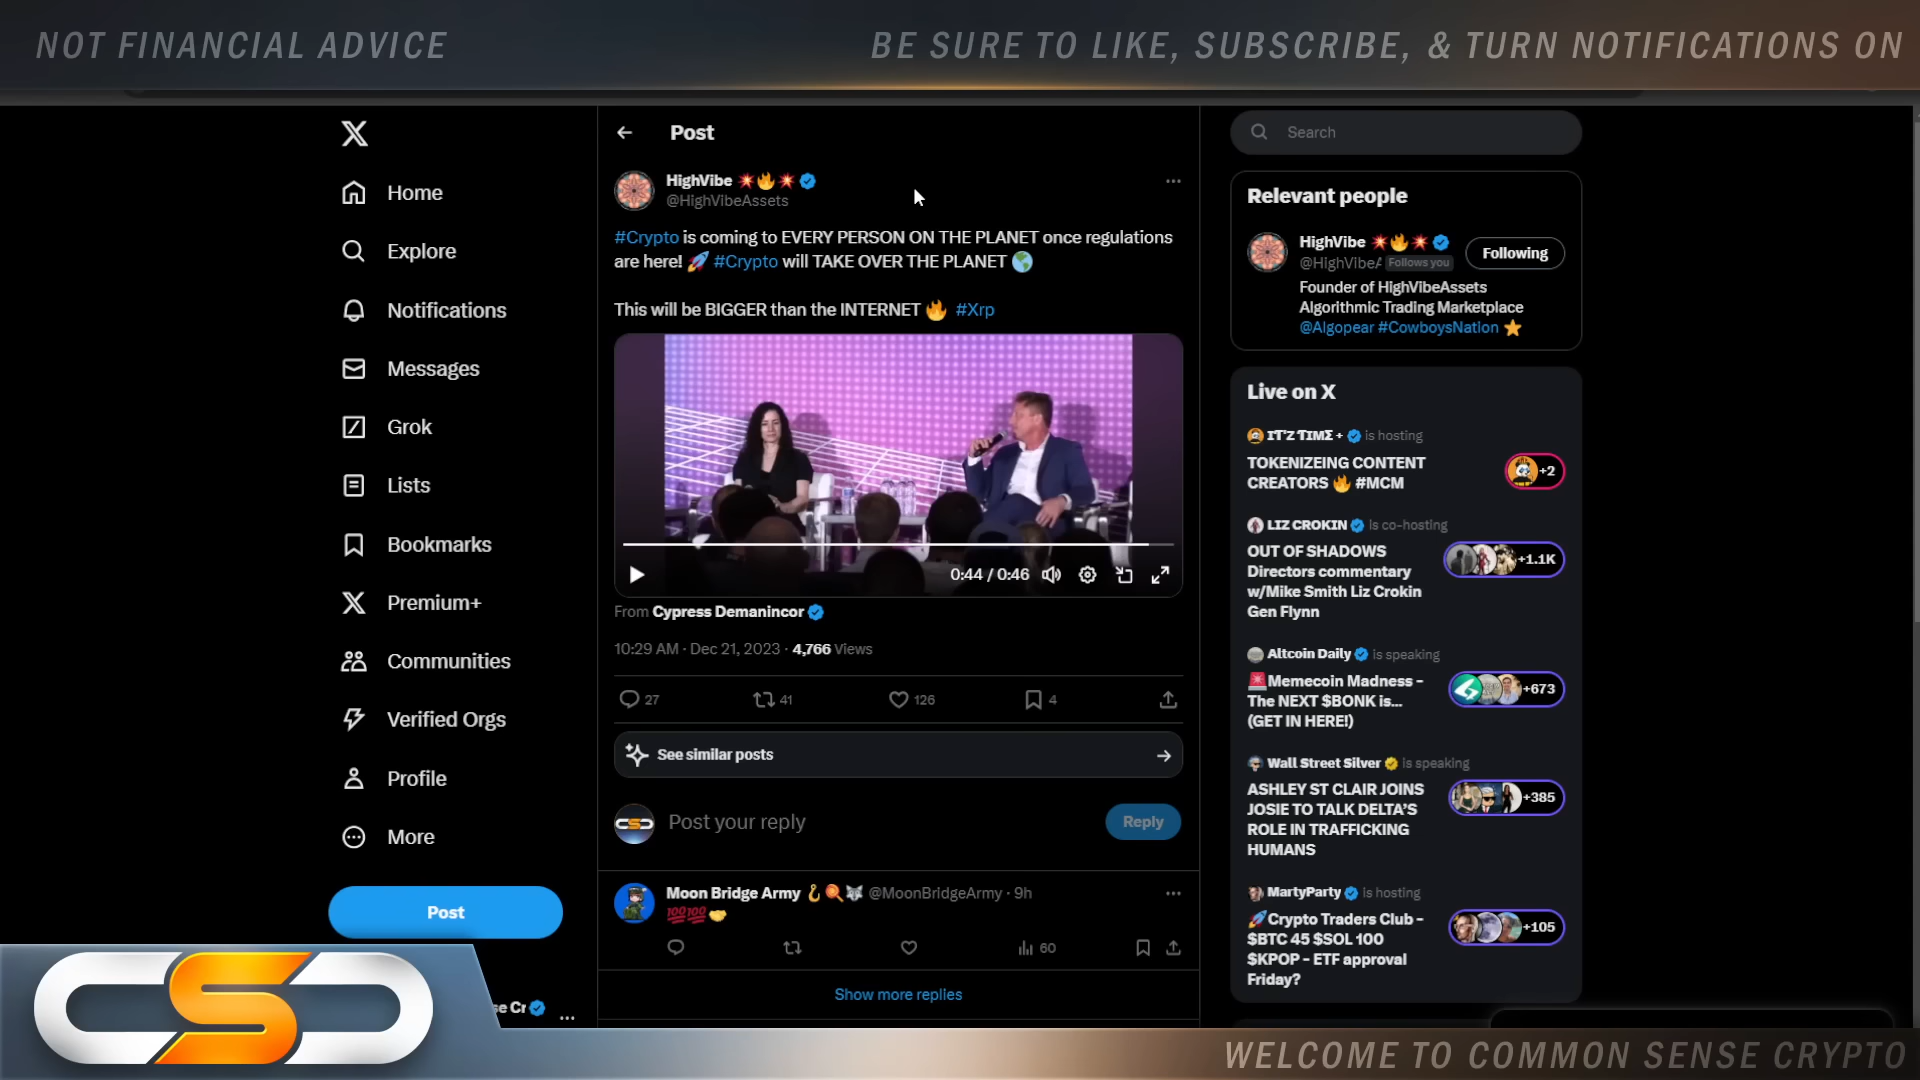 NOT FINANCIAL ADVICE
BE SURE TO LIKE, SUBSCRIBE, & TURN NOTIFICATIONS ON
Home
Explore
Notifications
Messages
Grok
Lists
Bookmarks
Premium+
Communities
Verified Orgs
Profile
More
Post
se Cr
CSC
Post
HighVibe 💥🔥💥
@HighVibeAssets
#Crypto is coming to EVERY PERSON ON THE PLANET once regulations
are here! 🚀 #Crypto will TAKE OVER THE PLANET 🌎
This will be BIGGER than the INTERNET 🔥 #Xrp
0:44 / 0:46
From Cypress Demanincor
10:29 AM · Dec 21, 2023 · 4,766 Views
27 41 126 4
See similar posts
CSC
Post your reply
Reply
Moon Bridge Army 🪝🏓🐺 @MoonBridgeArmy · 9h
💯💯🤝
60
Show more replies
Search
Relevant people
HighVibe 💥🔥💥
@HighVibeA Follows you
Following
Founder of HighVibeAssets
Algorithmic Trading Marketplace
@Algopear #CowboysNation ⭐
Live on X
IT'Z TIMΣ + is hosting
TOKENIZEING CONTENT
CREATORS 🔥 #MCM
+2
LIZ CROKIN is co-hosting
OUT OF SHADOWS
Directors commentary
w/Mike Smith Liz Crokin
Gen Flynn
+1.1K
Altcoin Daily is speaking
🚨Memecoin Madness -
The NEXT $BONK is...
(GET IN HERE!)
+673
Wall Street Silver is speaking
ASHLEY ST CLAIR JOINS
JOSIE TO TALK DELTA'S
ROLE IN TRAFFICKING
HUMANS
+385
MartyParty is hosting
🚀Crypto Traders Club -
$BTC 45 $SOL 100
$KPOP - ETF approval
Friday?
+105
WELCOME TO COMMON SENSE CRYPTO